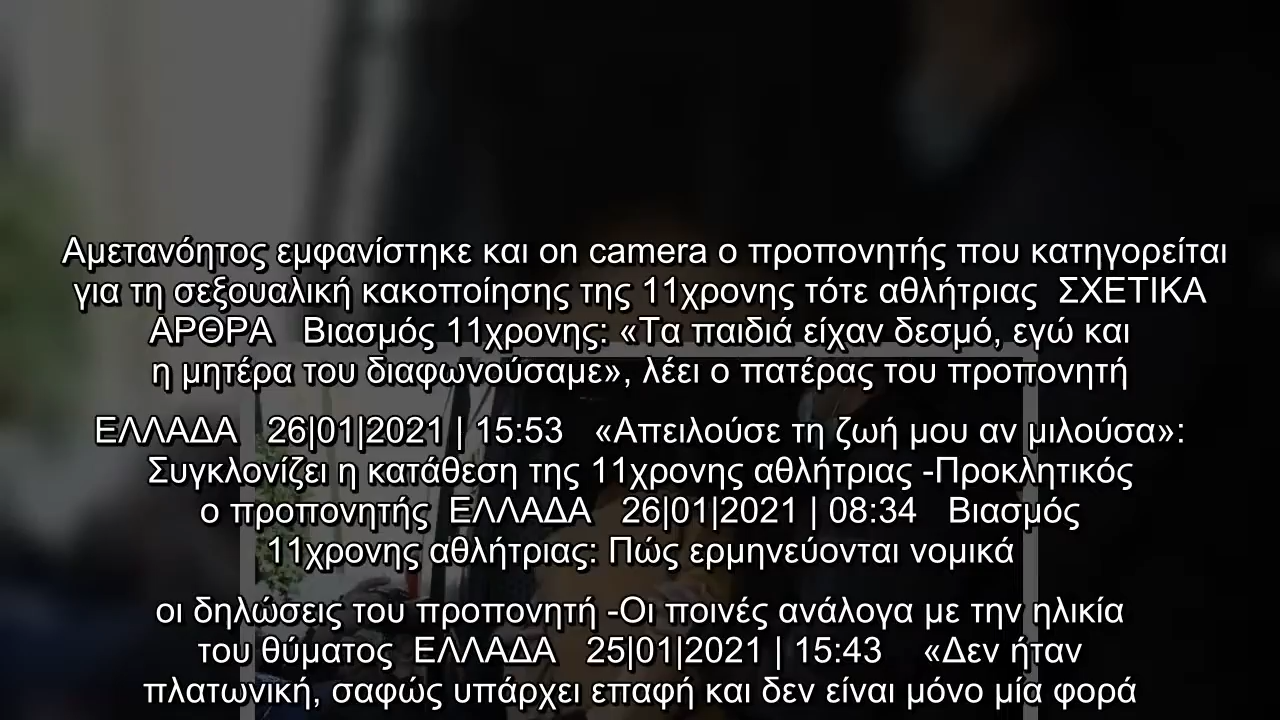 Αμετανόητος εμφανίστηκε και on camera ο προπονητής που κατηγορείται
για τη σεξουαλική κακοποίησης της 11χρονης τότε αθλήτριας  ΣΧΕΤΙΚΑ
ΑΡΘΡΑ   Βιασμός 11χρονης: «Τα παιδιά είχαν δεσμό, εγώ και
η μητέρα του διαφωνούσαμε», λέει ο πατέρας του προπονητή
ΕΛΛΑΔΑ   26|01|2021 | 15:53   «Απειλούσε τη ζωή μου αν μιλούσα»:
Συγκλονίζει η κατάθεση της 11χρονης αθλήτριας -Προκλητικός
ο προπονητής  ΕΛΛΑΔΑ   26|01|2021 | 08:34   Βιασμός
11χρονης αθλήτριας: Πώς ερμηνεύονται νομικά
οι δηλώσεις του προπονητή -Οι ποινές ανάλογα με την ηλικία
του θύματος  ΕΛΛΑΔΑ   25|01|2021 | 15:43    «Δεν ήταν
πλατωνική, σαφώς υπάρχει επαφή και δεν είναι μόνο μία φορά